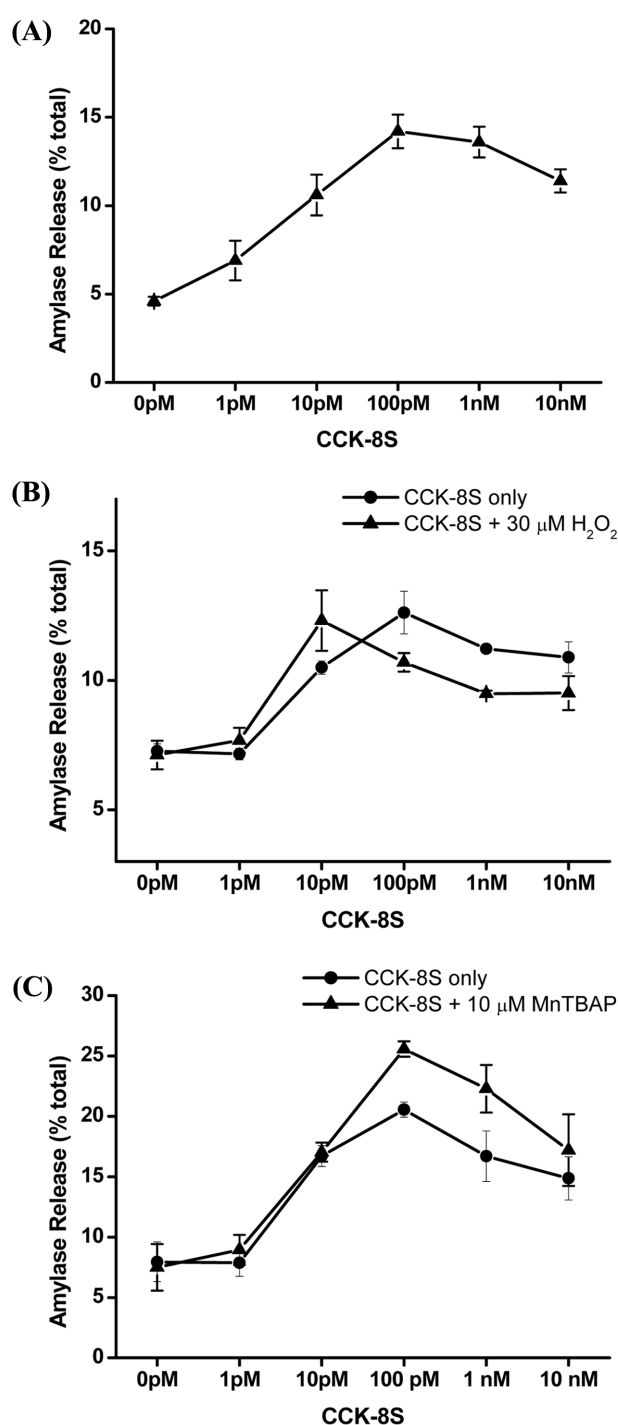 (A)
20
15
10
5
0
Amylase Release (% total)
0pM 1pM 10pM 100pM 1nM 10nM
CCK-8S
(B)
CCK-8S only
CCK-8S + 30 μM H₂O₂
15
10
5
Amylase Release (% total)
0pM 1pM 10pM 100pM 1nM 10nM
CCK-8S
(C)
CCK-8S only
CCK-8S + 10 μM MnTBAP
30
25
20
15
10
5
0
Amylase Release (% total)
0pM 1pM 10pM 100 pM 1 nM 10 nM
CCK-8S